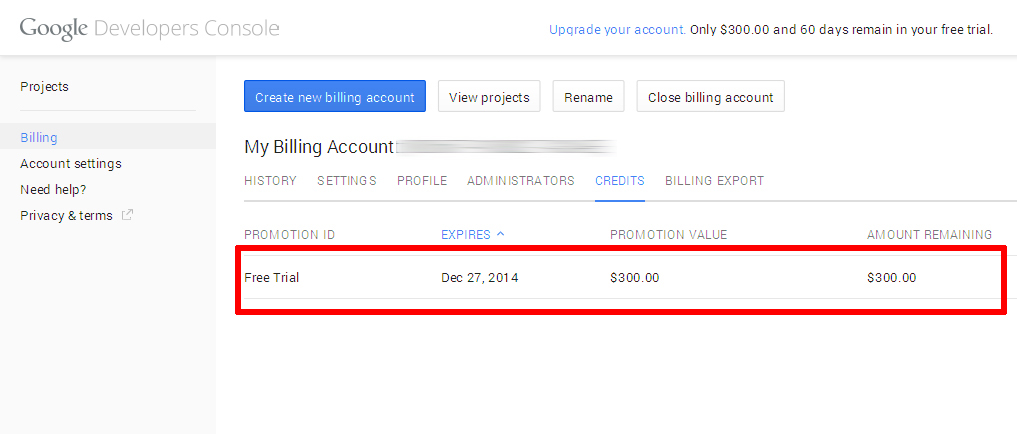 Google Developers Console
Upgrade your account. Only $300.00 and 60 days remain in your free trial.
Projects
Billing
Account settings
Need help?
Privacy & terms
Create new billing account View projects Rename Close billing account
My Billing Account
HISTORY SETTINGS PROFILE ADMINISTRATORS CREDITS BILLING EXPORT
PROMOTION ID EXPIRES PROMOTION VALUE AMOUNT REMAINING
Free Trial Dec 27, 2014 $300.00 $300.00